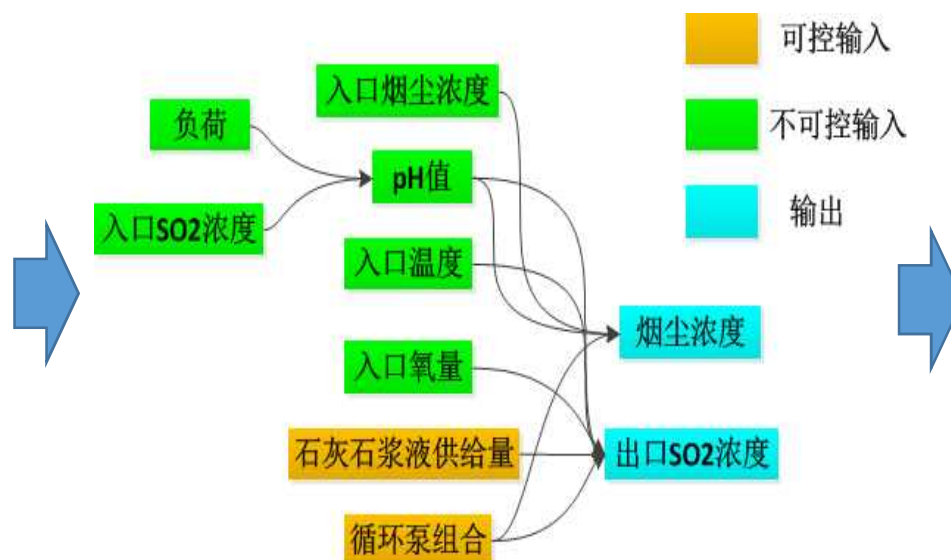 可控输入
入口烟尘浓度
负荷
不可控输入
pH值
入口SO2浓度
输出
入口温度
烟尘浓度
入口氧量
石灰石浆液供给量
出口SO2浓度
循环泵组合